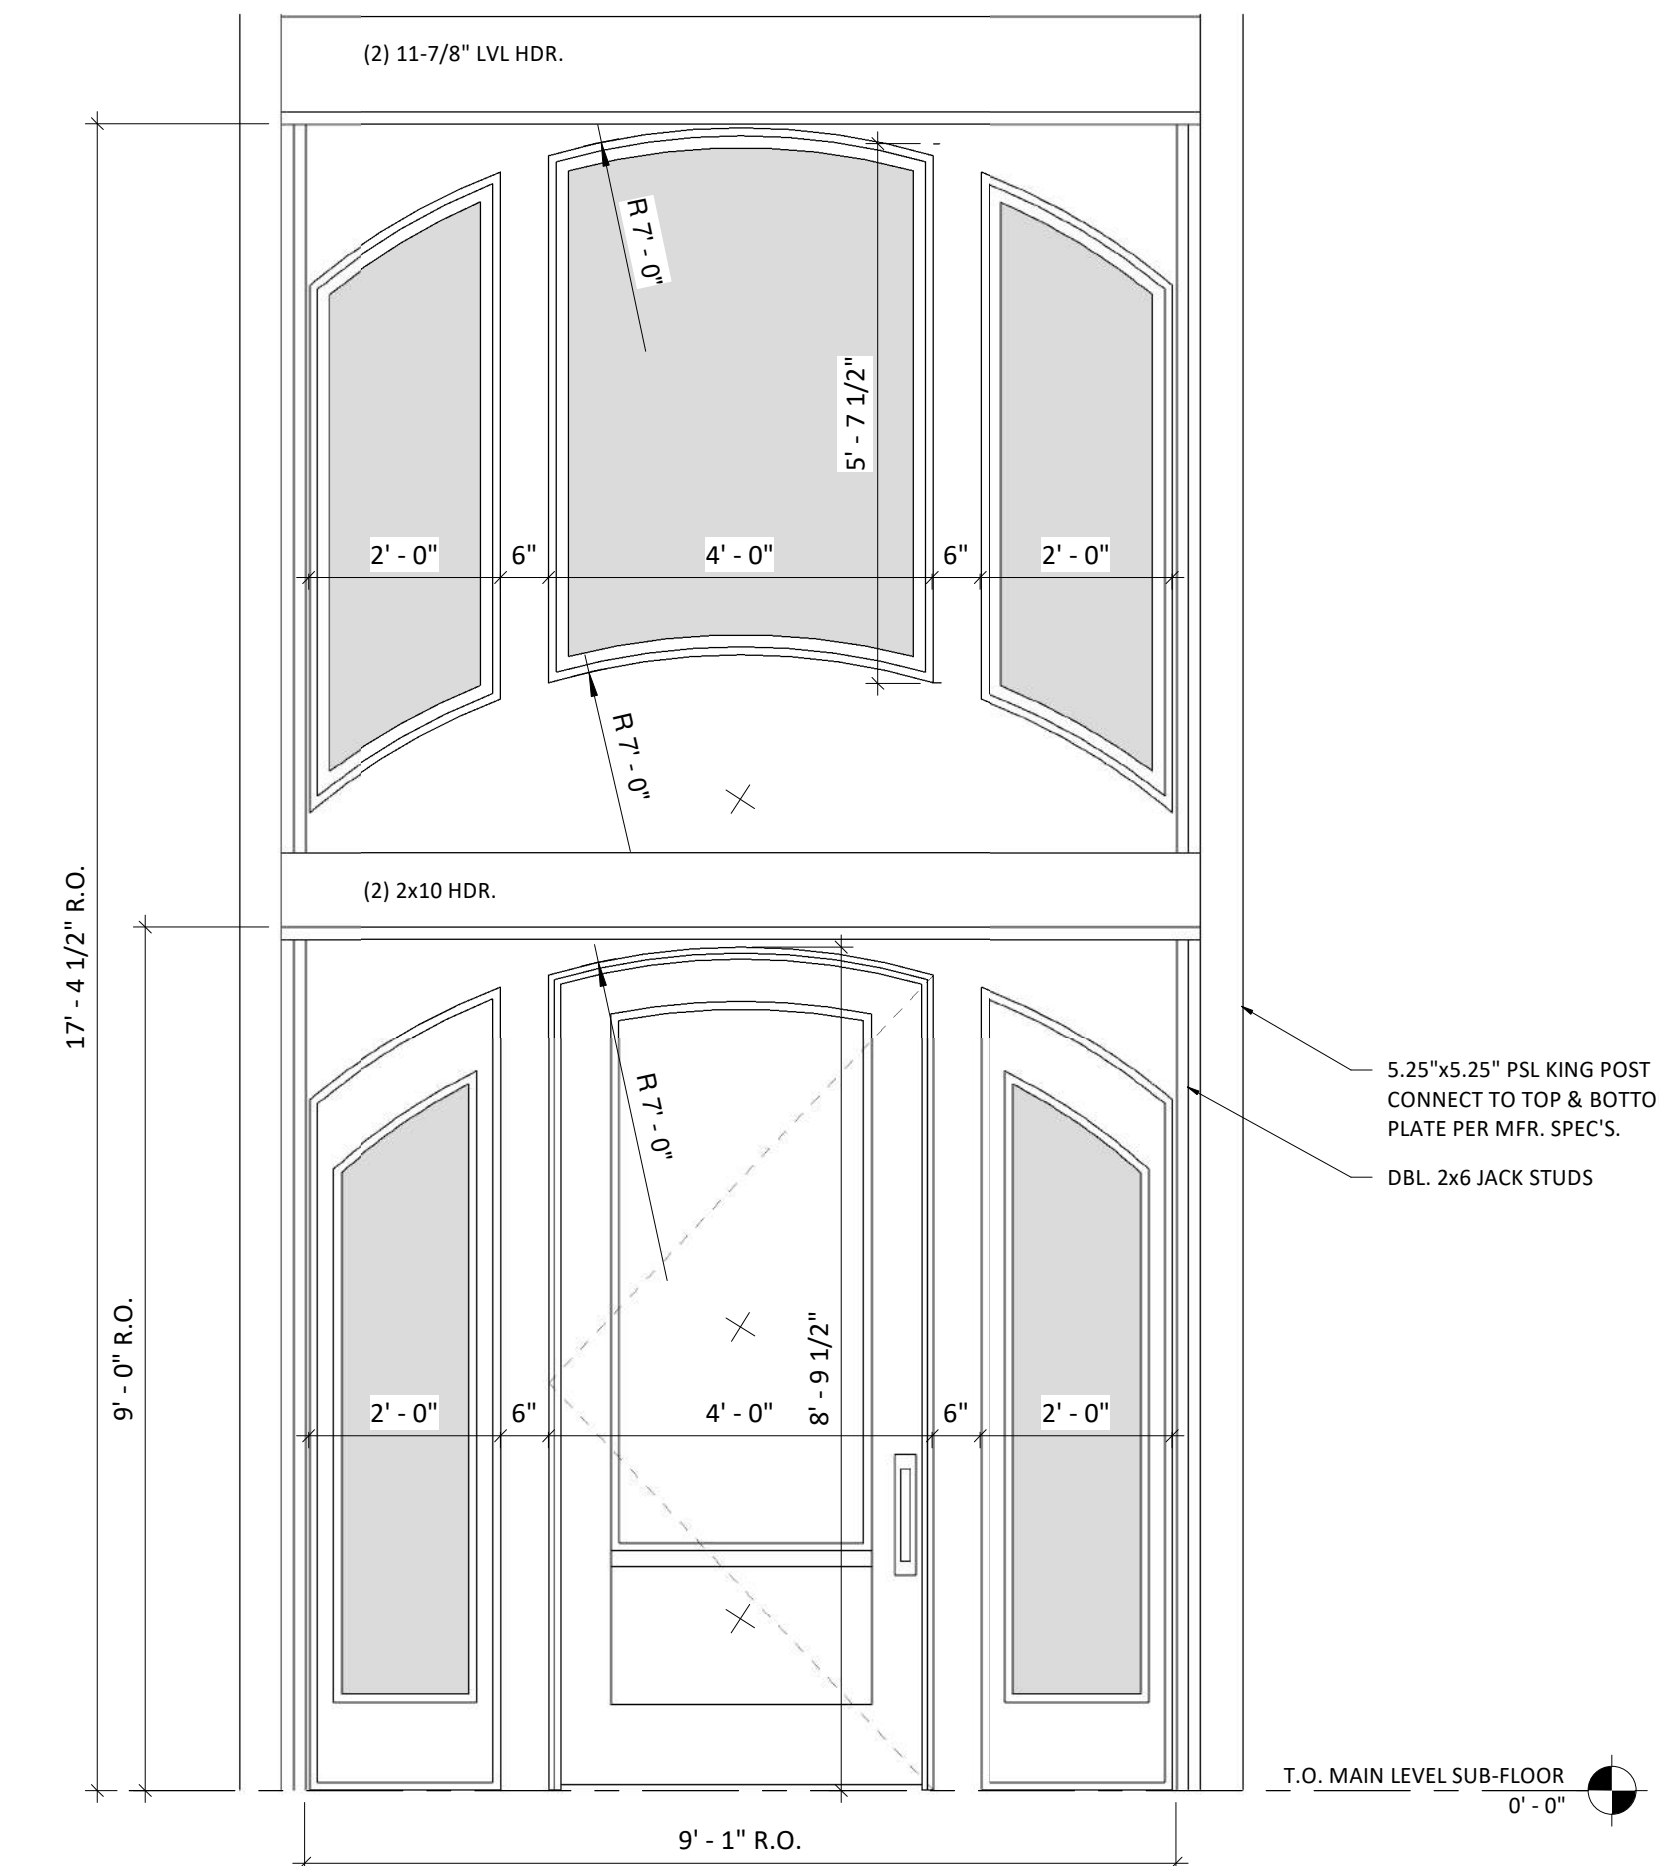 (2) 11-7/8" LVL HDR.
R 7' - 0"
5' - 7 1/2"
2' - 0"
6"
4' - 0"
6"
2' - 0"
R 7' - 0"
17' - 4 1/2" R.O.
(2) 2x10 HDR.
R 7' - 0"
5.25"x5.25" PSL KING POST
CONNECT TO TOP & BOTTO
PLATE PER MFR. SPEC'S.
DBL. 2x6 JACK STUDS
9' - 0" R.O.
8' - 9 1/2"
2' - 0"
6"
4' - 0"
6"
2' - 0"
T.O. MAIN LEVEL SUB-FLOOR
0' - 0"
9' - 1" R.O.